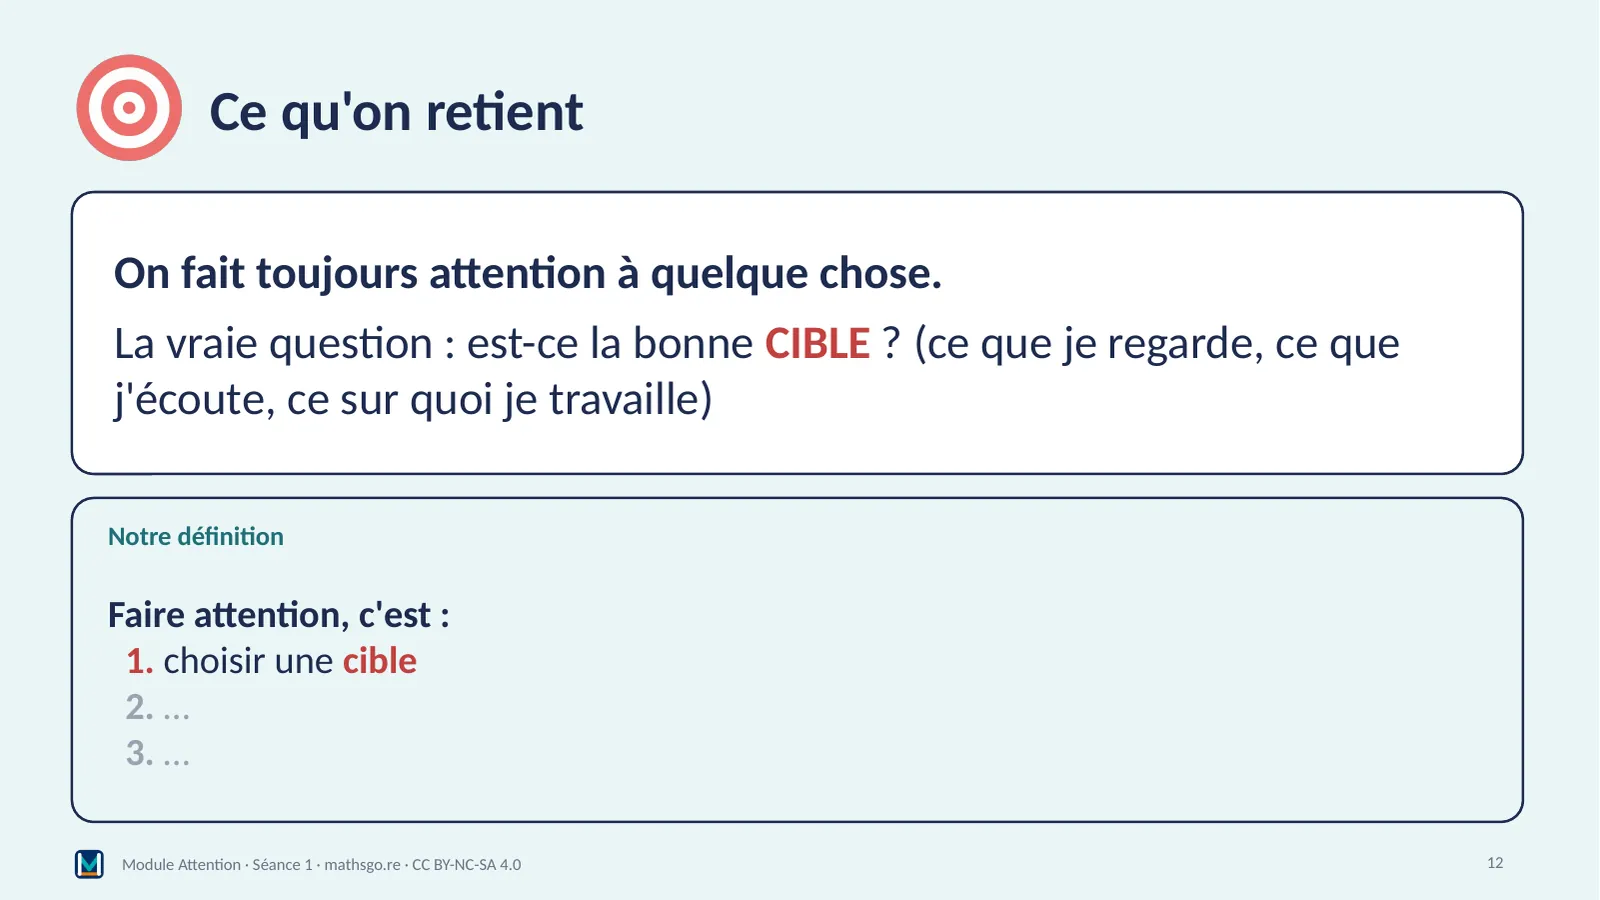 Ce qu'on retient
On fait toujours attention à quelque chose.
La vraie question : est-ce la bonne CIBLE ? (ce que je regarde, ce que
j'écoute, ce sur quoi je travaille)
Notre définition
Faire attention, c'est :
1. choisir une cible
2. ...
3. ...
Module Attention · Séance 1 · mathsgo.re · CC BY-NC-SA 4.0
12